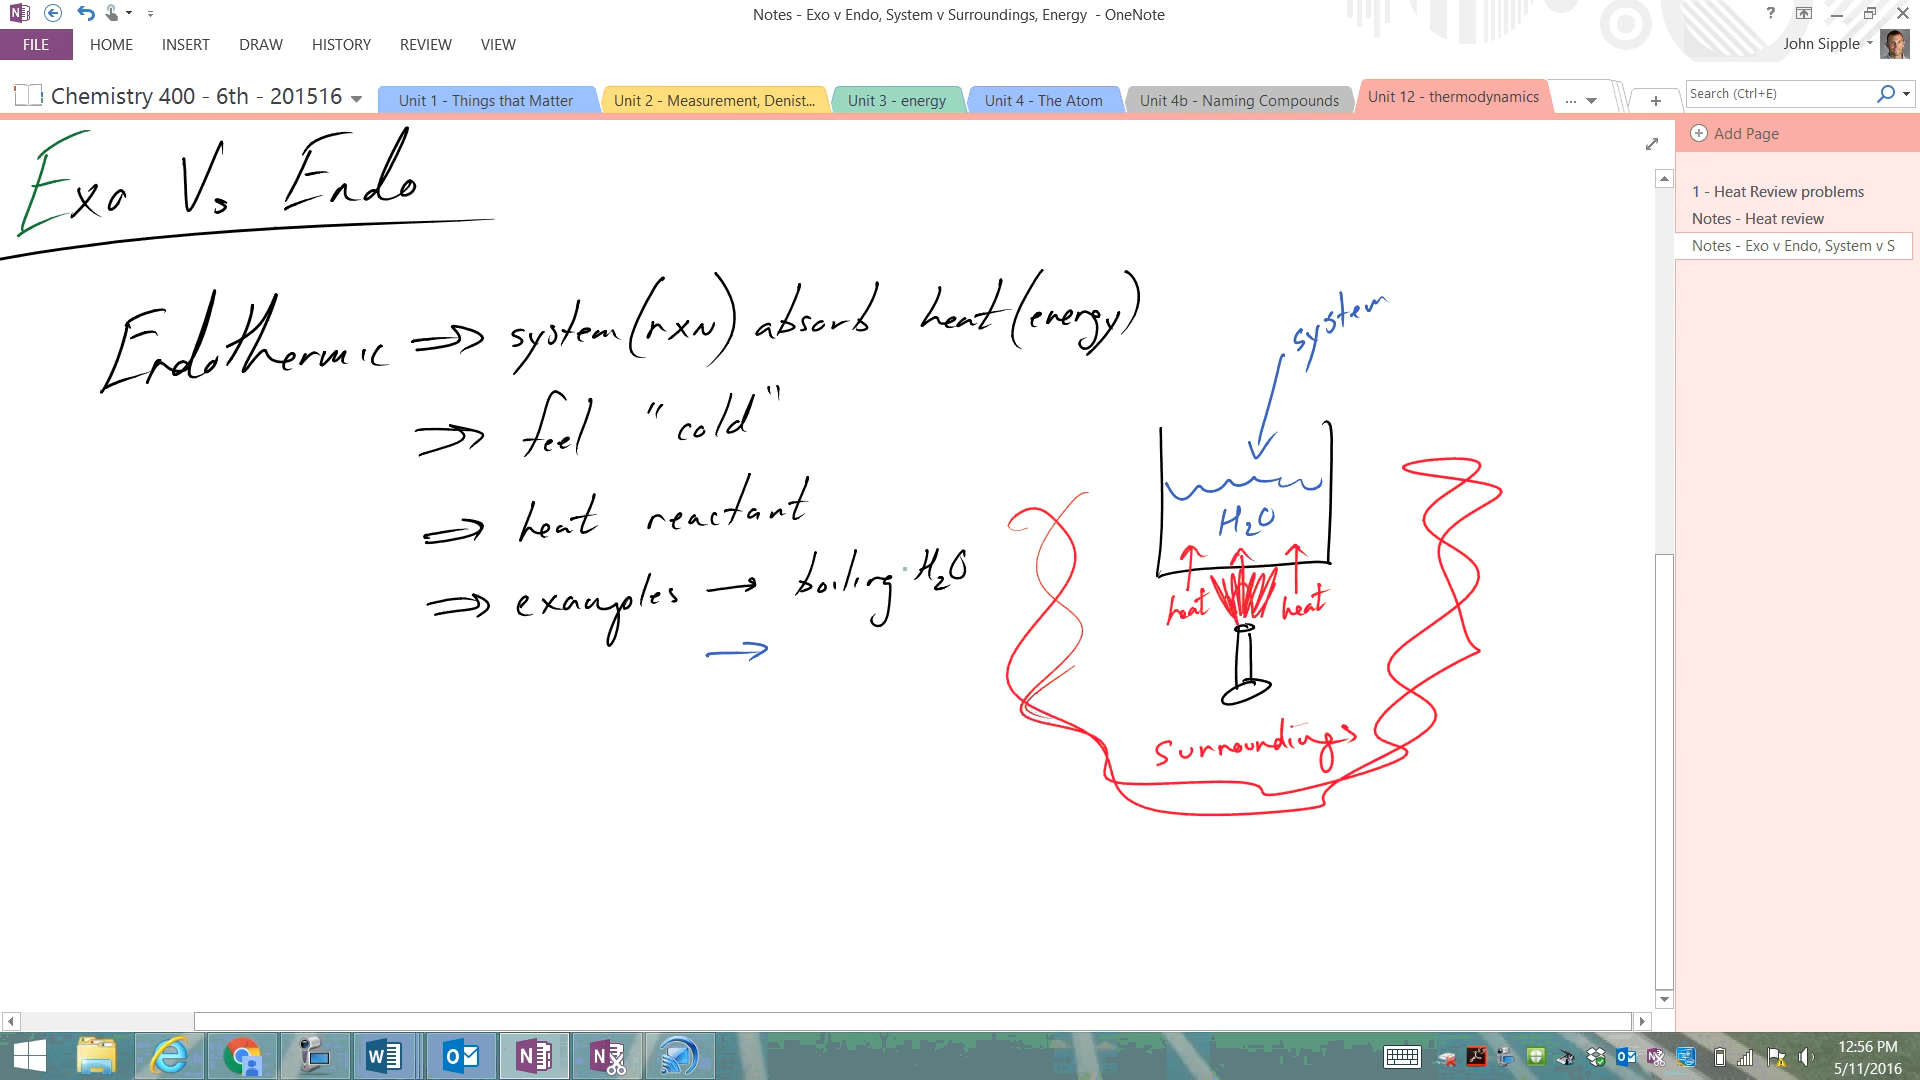 Notes - Exo v Endo, System v Surroundings, Energy - OneNote
?
FILE HOME INSERT DRAW HISTORY REVIEW VIEW
John Sipple
Chemistry 400 - 6th - 201516
Unit 1 - Things that Matter
Unit 2 - Measurement, Denist...
Unit 3 - energy
Unit 4 - The Atom
Unit 4b - Naming Compounds
Unit 12 - thermodynamics
...
+
Search (Ctrl+E)
Add Page
1 - Heat Review problems
Notes - Heat review
Notes - Exo v Endo, System v S
Exo Vs Endo
Endothermic ⇒ system (rxN) absorb heat (energy)
⇒ feel "cold"
⇒ heat reactant
⇒ examples → boiling H₂O
→
system
H₂O
heat heat
Surroundings
12:56 PM
5/11/2016